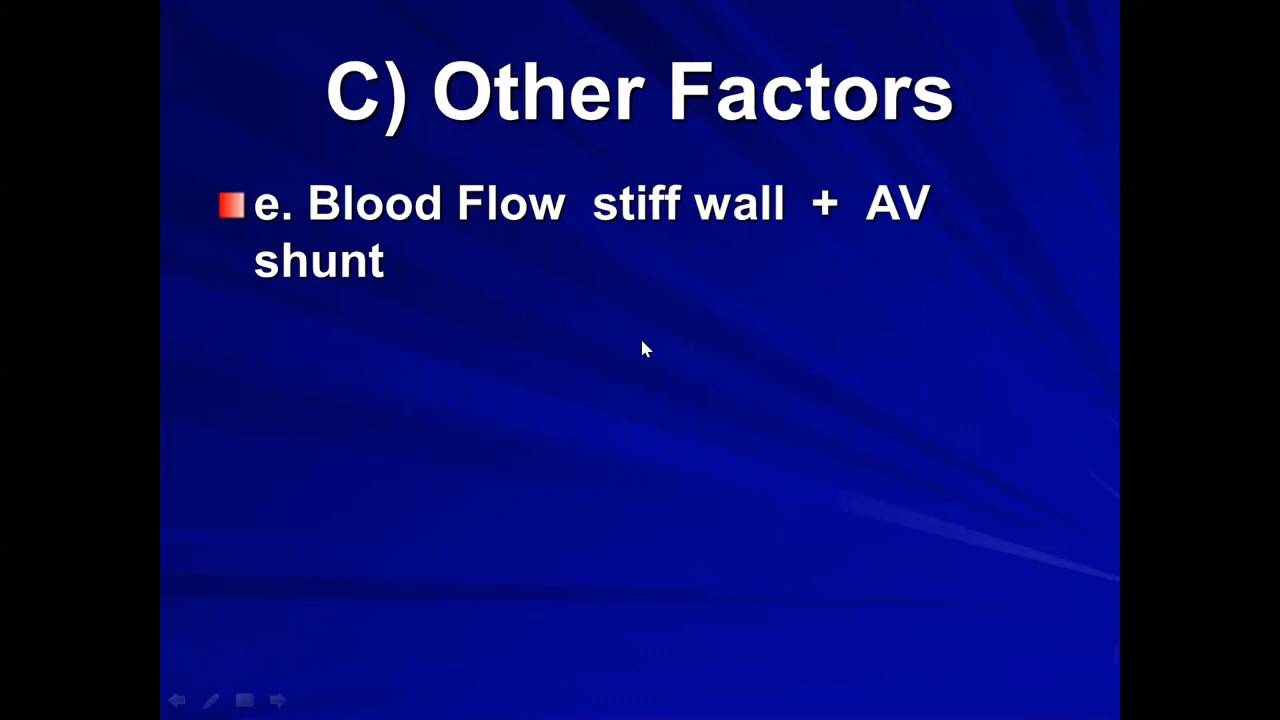 C) Other Factors
e. Blood Flow  stiff wall  +  AV
shunt